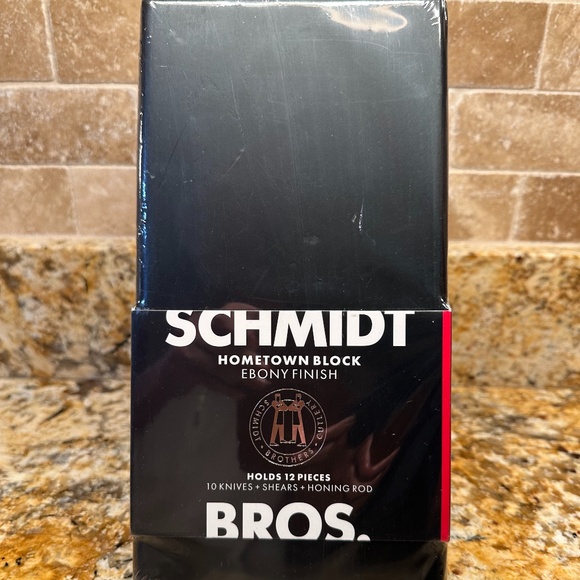 SCHMIDT
HOMETOWN BLOCK
EBONY FINISH
SCHMIDT BROTHERS CUTLERY
HOLDS 12 PIECES
10 KNIVES + SHEARS + HONING ROD
BROS.